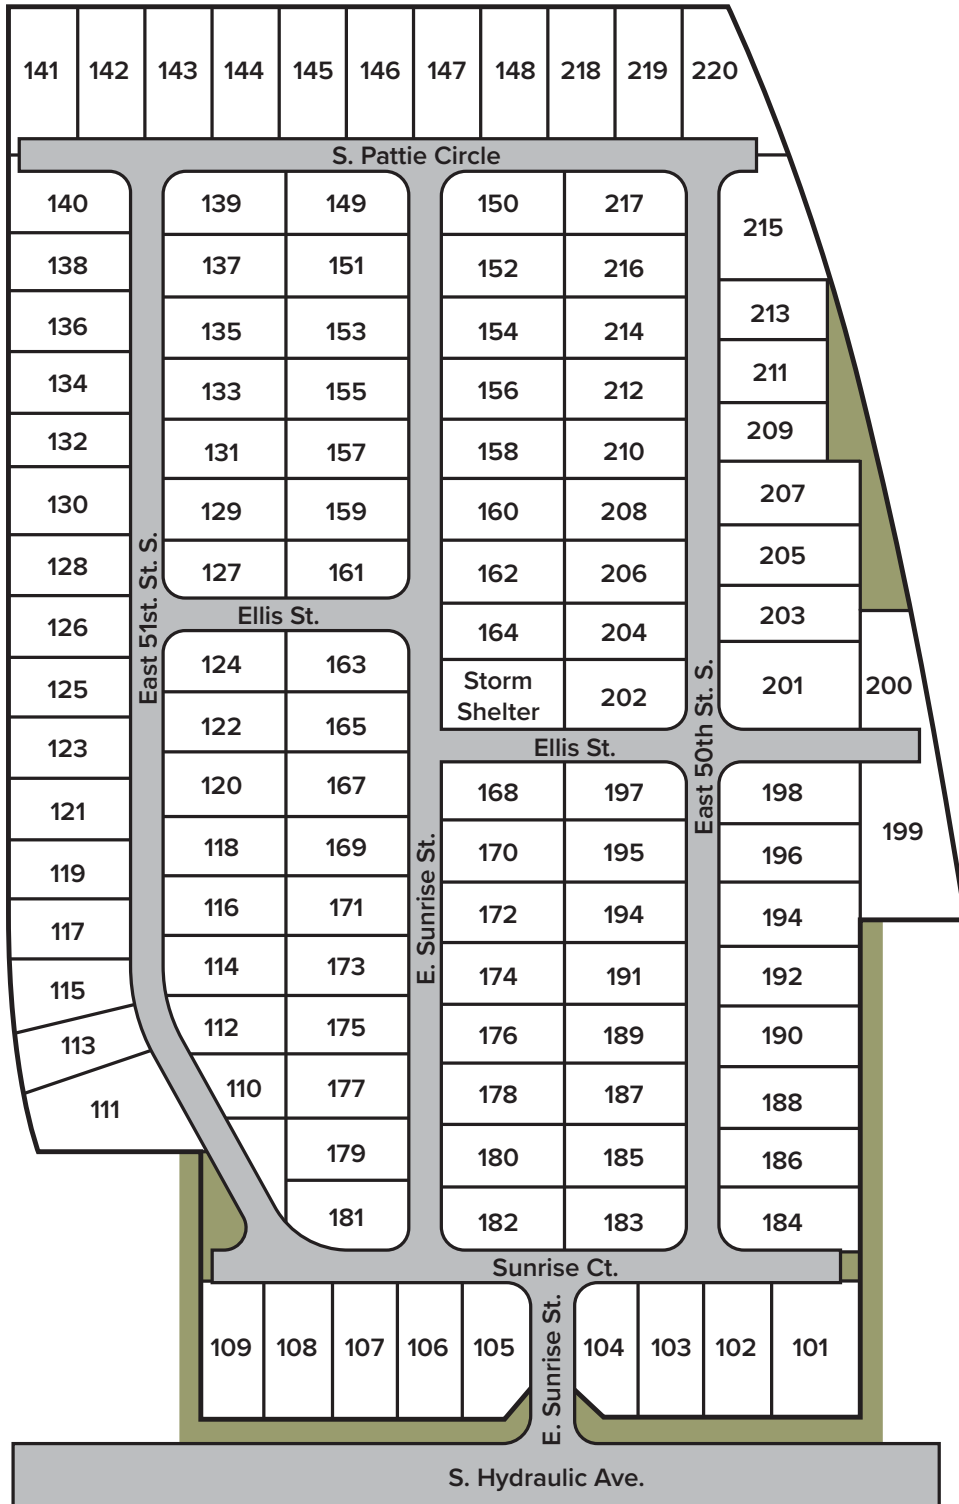 141 142 143 144 145 146 147 148 218 219 220
S. Pattie Circle
140 139 149 150 217 215
138 137 151 152 216
136 135 153 154 214 213
134 133 155 156 212 211
132 131 157 158 210 209
130 129 159 160 208 207
128 127 161 162 206 205
East 51st. St. S.
Ellis St.
126 124 163 164 204 203
125 122 165 Storm
Shelter 202 201 200
East 50th St. S.
Ellis St.
123 120 167 168 197 198 199
121 118 169 170 195 196
E. Sunrise St.
119 116 171 172 194 194
117 114 173 174 191 192
115 112 175 176 189 190
113 110 177 178 187 188
111 179 180 185 186
181 182 183 184
Sunrise Ct.
109 108 107 106 105 E. Sunrise St. 104 103 102 101
S. Hydraulic Ave.